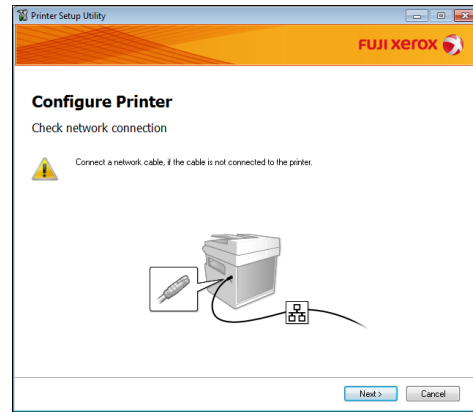 Printer Setup Utility
FUJI XEROX
Configure Printer
Check network connection
Connect a network cable, if the cable is not connected to the printer.
Next >
Cancel